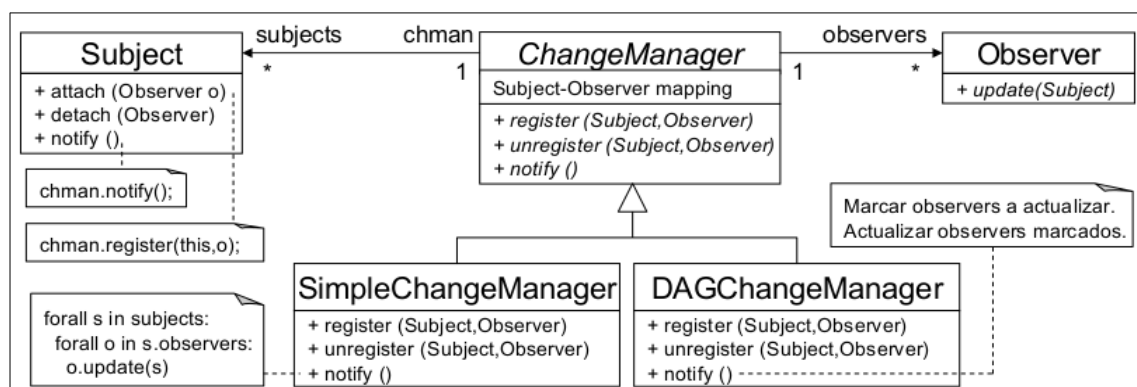 Subject
+ attach (Observer o)
+ detach (Observer)
+ notify ()
subjects
*
chman
1
ChangeManager
Subject-Observer mapping
+ register (Subject,Observer)
+ unregister (Subject,Observer)
+ notify ()
observers
1
*
Observer
+ update(Subject)
chman.notify();
chman.register(this,o);
Marcar observers a actualizar.
Actualizar observers marcados.
forall s in subjects:
forall o in s.observers:
o.update(s)
SimpleChangeManager
+ register (Subject,Observer)
+ unregister (Subject,Observer)
+ notify ()
DAGChangeManager
+ register (Subject,Observer)
+ unregister (Subject,Observer)
+ notify ()